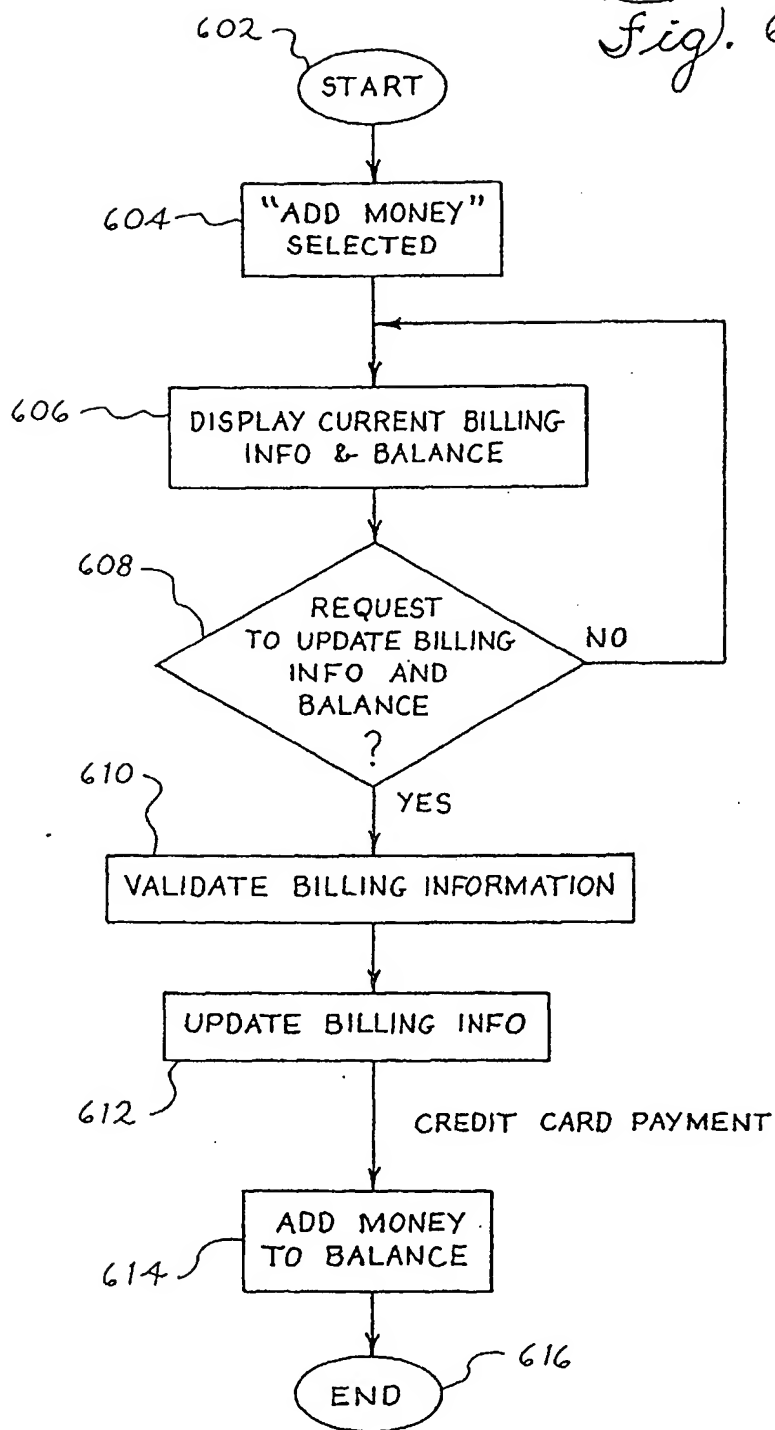 Fig. 6
602
START
604
"ADD MONEY"
SELECTED
606
DISPLAY CURRENT BILLING
INFO & BALANCE
608
REQUEST
TO UPDATE BILLING
INFO AND
BALANCE
?
NO
YES
610
VALIDATE BILLING INFORMATION
UPDATE BILLING INFO
612
CREDIT CARD PAYMENT
ADD MONEY
TO BALANCE
614
END
616